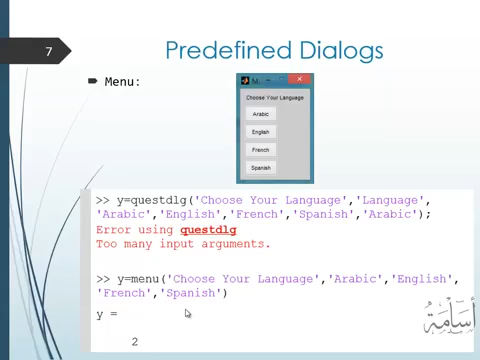 7
Predefined Dialogs
Menu:
M...
Choose Your Language
Arabic
English
French
Spanish
>> y=questdlg('Choose Your Language','Language',
'Arabic','English','French','Spanish','Arabic');
Error using questdlg
Too many input arguments.
>> y=menu('Choose Your Language','Arabic','English',
'French','Spanish')
y =
2
أسامة